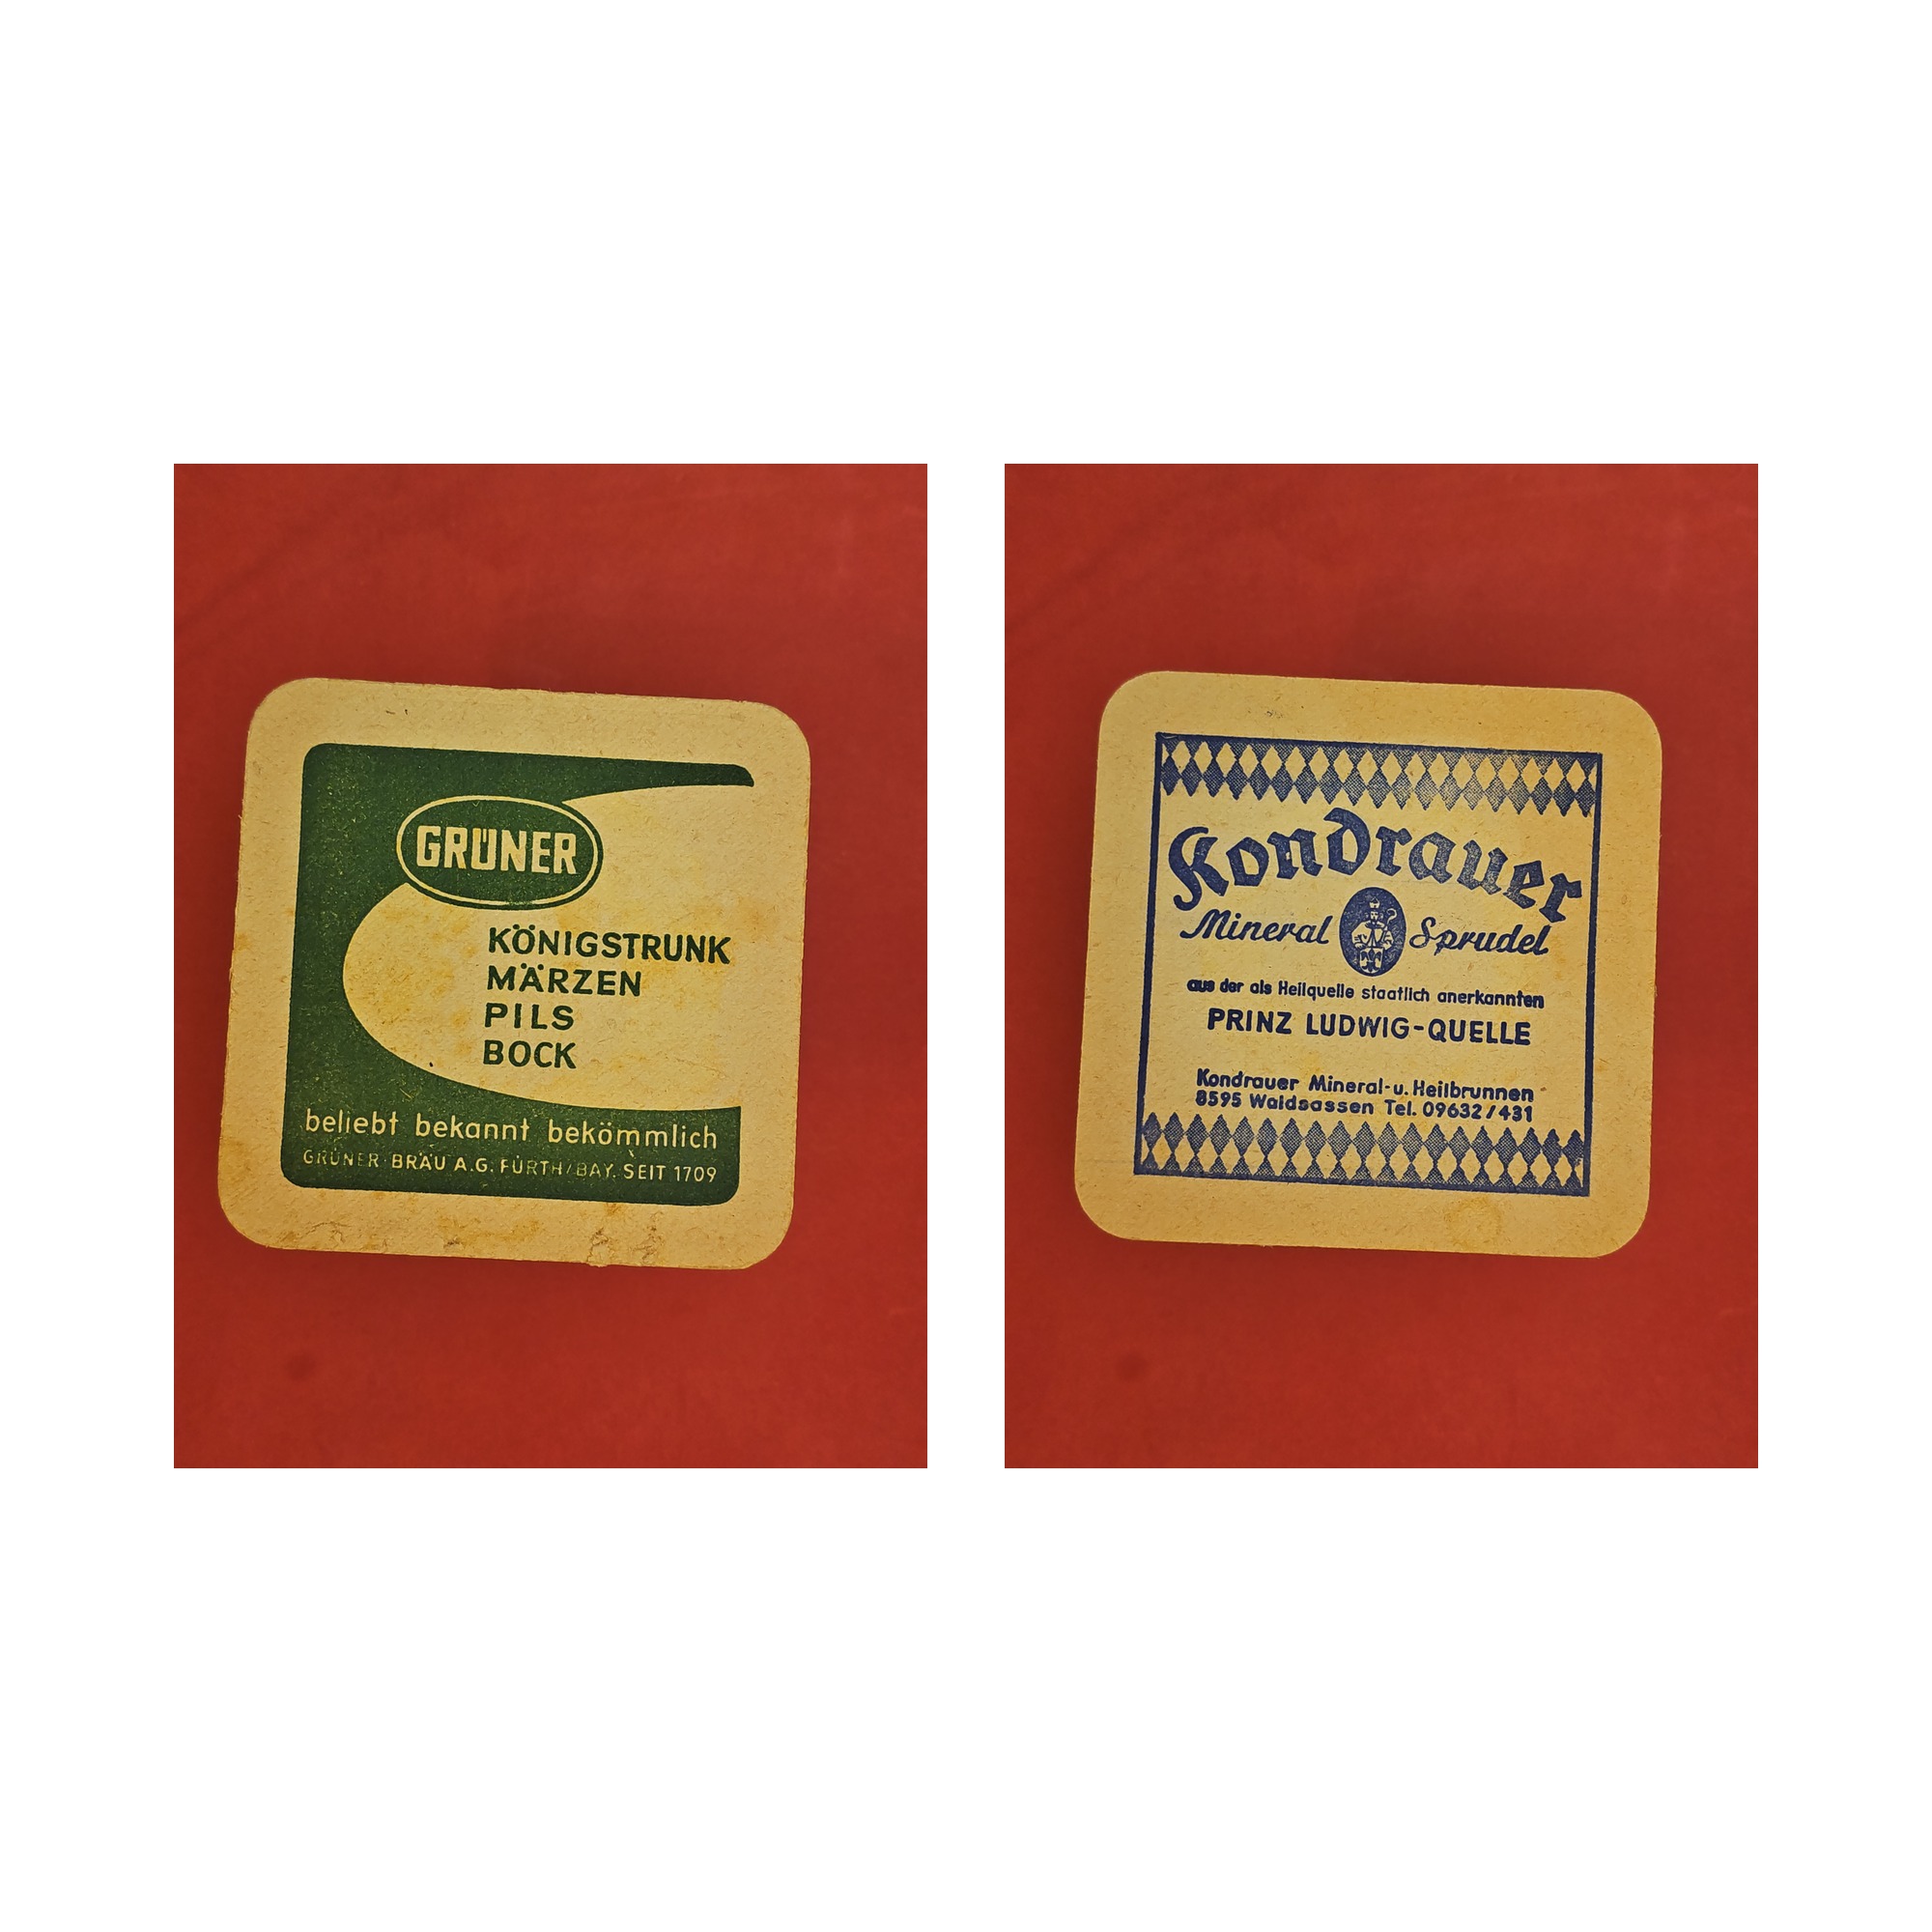 GRÜNER
KÖNIGSTRUNK
MÄRZEN
PILS
BOCK
beliebt bekannt bekömmlich
GRÜNER-BRÄU A.G. FÜRTH/BAY. SEIT 1709
Kondrauer
Mineral Sprudel
aus der als Heilquelle staatlich anerkannten
PRINZ LUDWIG-QUELLE
Kondrauer Mineral- u. Heilbrunnen
8595 Waldsassen Tel. 09632/431